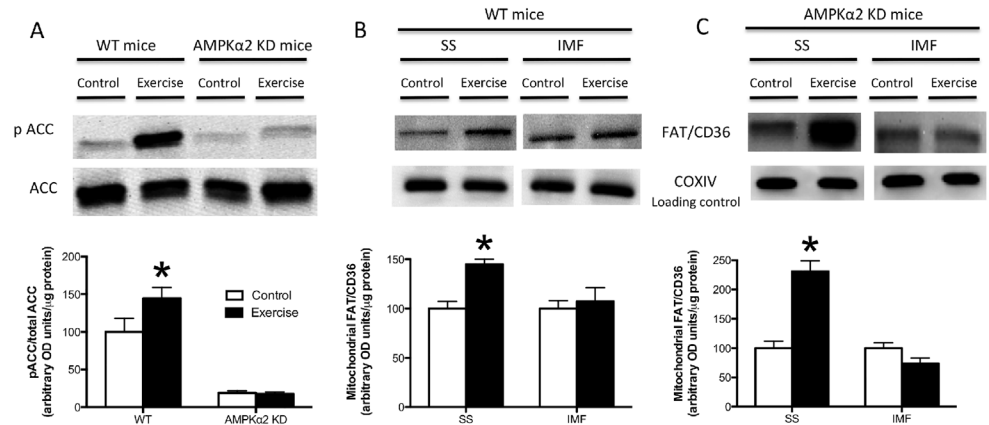 A
WT mice
AMPKα2 KD mice
Control
Exercise
Control
Exercise
p ACC
ACC
pACC/total ACC
(arbitrary OD units/µg protein)
200
150
100
50
0
*
Control
Exercise
WT
AMPKα2 KD
B
WT mice
SS
IMF
Control
Exercise
Control
Exercise
Mitochondrial FAT/CD36
(arbitrary OD units/µg protein)
150
100
50
0
*
SS
IMF
C
AMPKα2 KD mice
SS
IMF
Control
Exercise
Control
Exercise
FAT/CD36
COXIV
Loading control
Mitochondrial FAT/CD36
(arbitrary OD units/µg protein)
250
200
150
100
50
0
*
SS
IMF